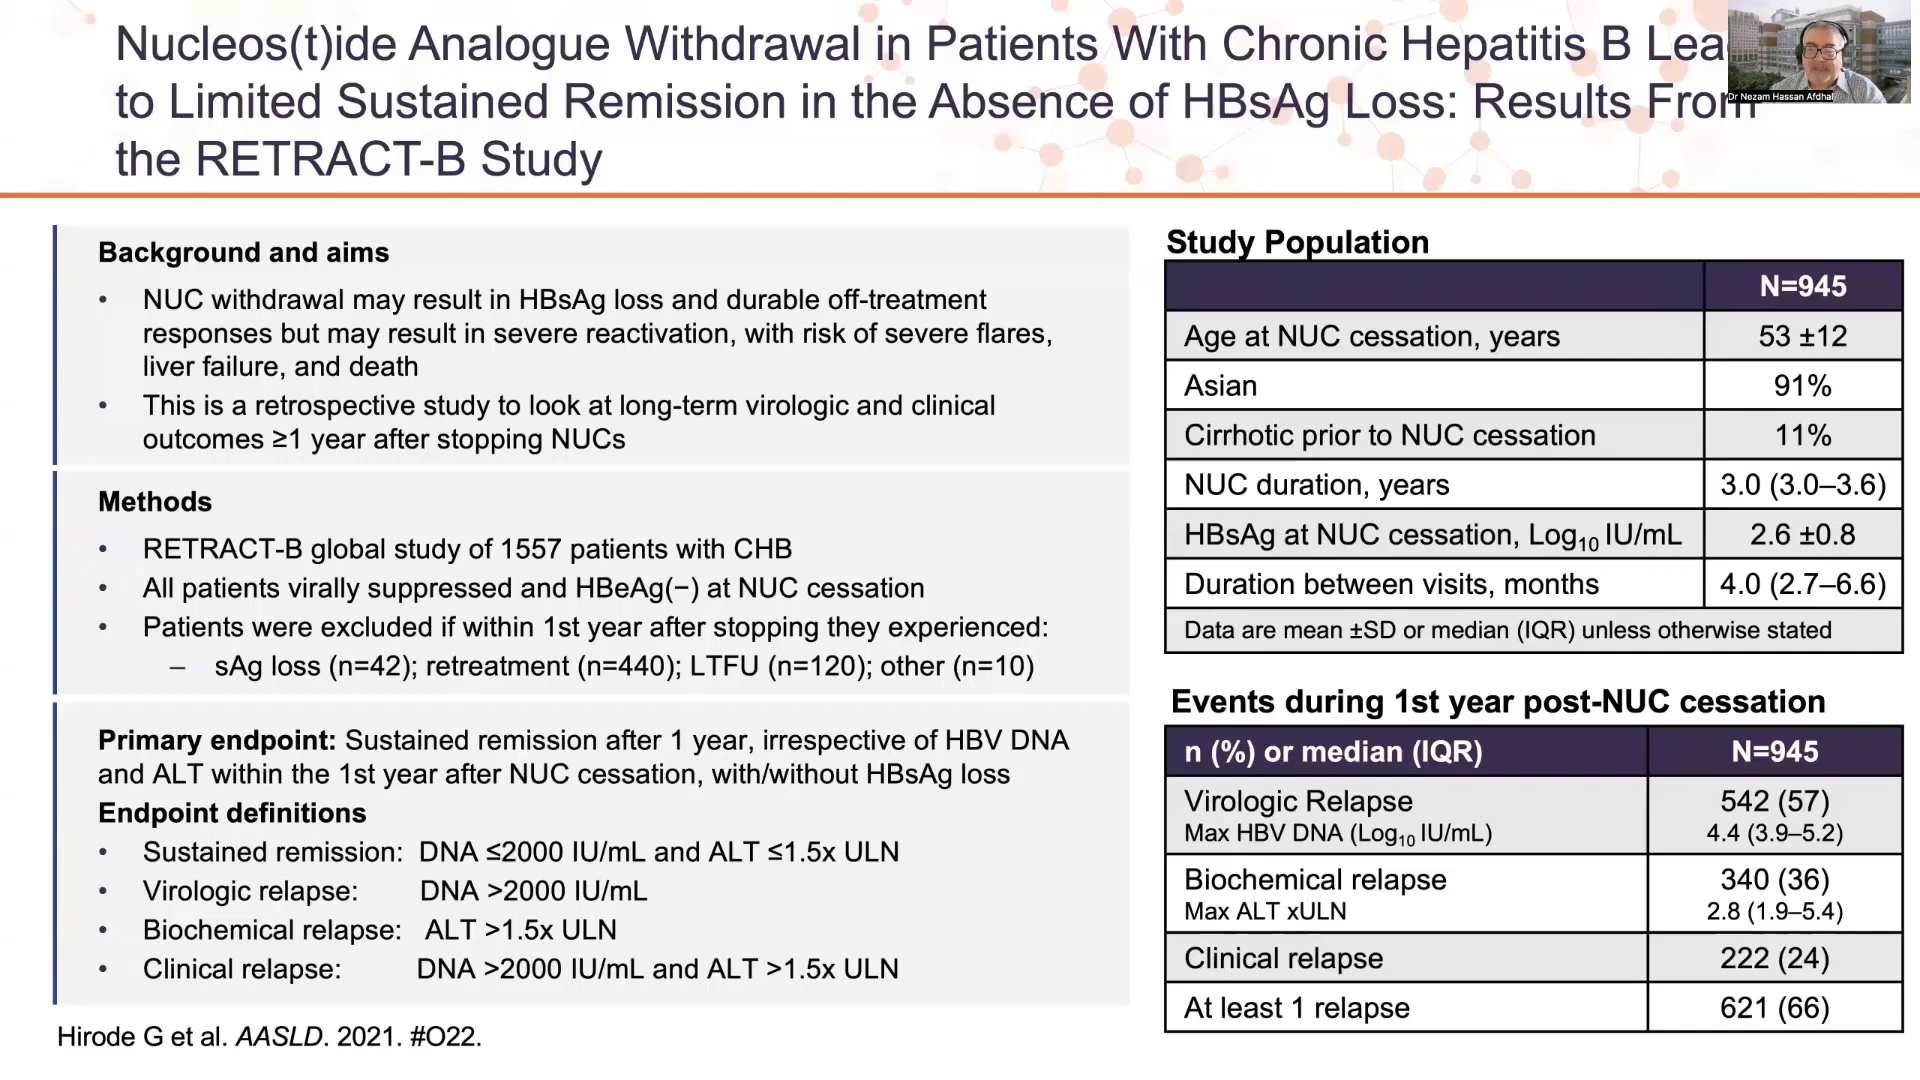 Nucleos(t)ide Analogue Withdrawal in Patients With Chronic Hepatitis B Lea
to Limited Sustained Remission in the Absence of HBsAg Loss: Results From
the RETRACT-B Study
Dr Nezam Hassan Afdhal
Background and aims
• NUC withdrawal may result in HBsAg loss and durable off-treatment
responses but may result in severe reactivation, with risk of severe flares,
liver failure, and death
• This is a retrospective study to look at long-term virologic and clinical
outcomes ≥1 year after stopping NUCs
Methods
• RETRACT-B global study of 1557 patients with CHB
• All patients virally suppressed and HBeAg(−) at NUC cessation
• Patients were excluded if within 1st year after stopping they experienced:
– sAg loss (n=42); retreatment (n=440); LTFU (n=120); other (n=10)
Primary endpoint: Sustained remission after 1 year, irrespective of HBV DNA
and ALT within the 1st year after NUC cessation, with/without HBsAg loss
Endpoint definitions
• Sustained remission: DNA ≤2000 IU/mL and ALT ≤1.5x ULN
• Virologic relapse: DNA >2000 IU/mL
• Biochemical relapse: ALT >1.5x ULN
• Clinical relapse: DNA >2000 IU/mL and ALT >1.5x ULN
Hirode G et al. AASLD. 2021. #O22.
Study Population
N=945
Age at NUC cessation, years 53 ±12
Asian 91%
Cirrhotic prior to NUC cessation 11%
NUC duration, years 3.0 (3.0–3.6)
HBsAg at NUC cessation, Log10 IU/mL 2.6 ±0.8
Duration between visits, months 4.0 (2.7–6.6)
Data are mean ±SD or median (IQR) unless otherwise stated
Events during 1st year post-NUC cessation
n (%) or median (IQR) N=945
Virologic Relapse 542 (57)
Max HBV DNA (Log10 IU/mL) 4.4 (3.9–5.2)
Biochemical relapse 340 (36)
Max ALT xULN 2.8 (1.9–5.4)
Clinical relapse 222 (24)
At least 1 relapse 621 (66)